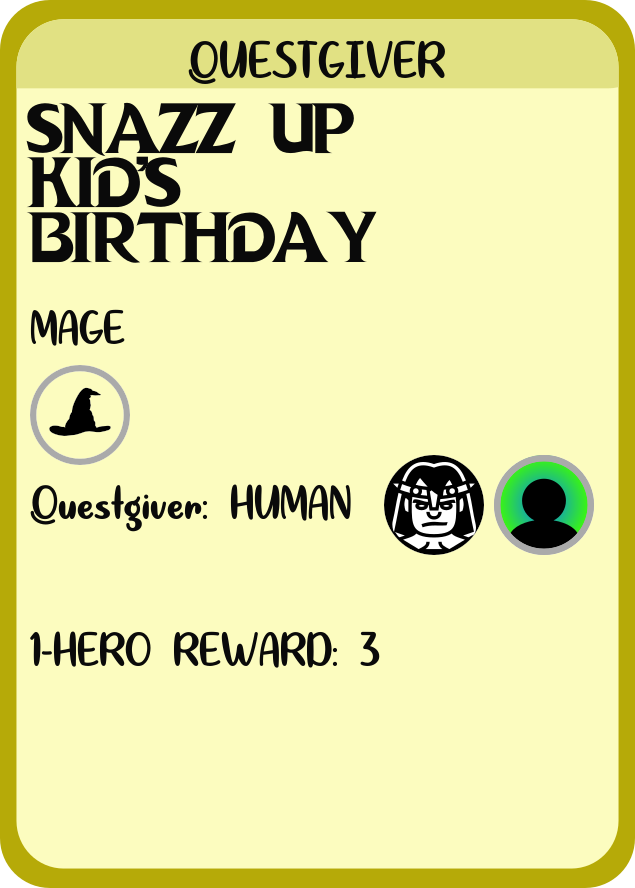 QUESTGIVER
SNAZZ UP
KID'S
BIRTHDAY
MAGE
Questgiver: HUMAN
1-HERO REWARD: 3